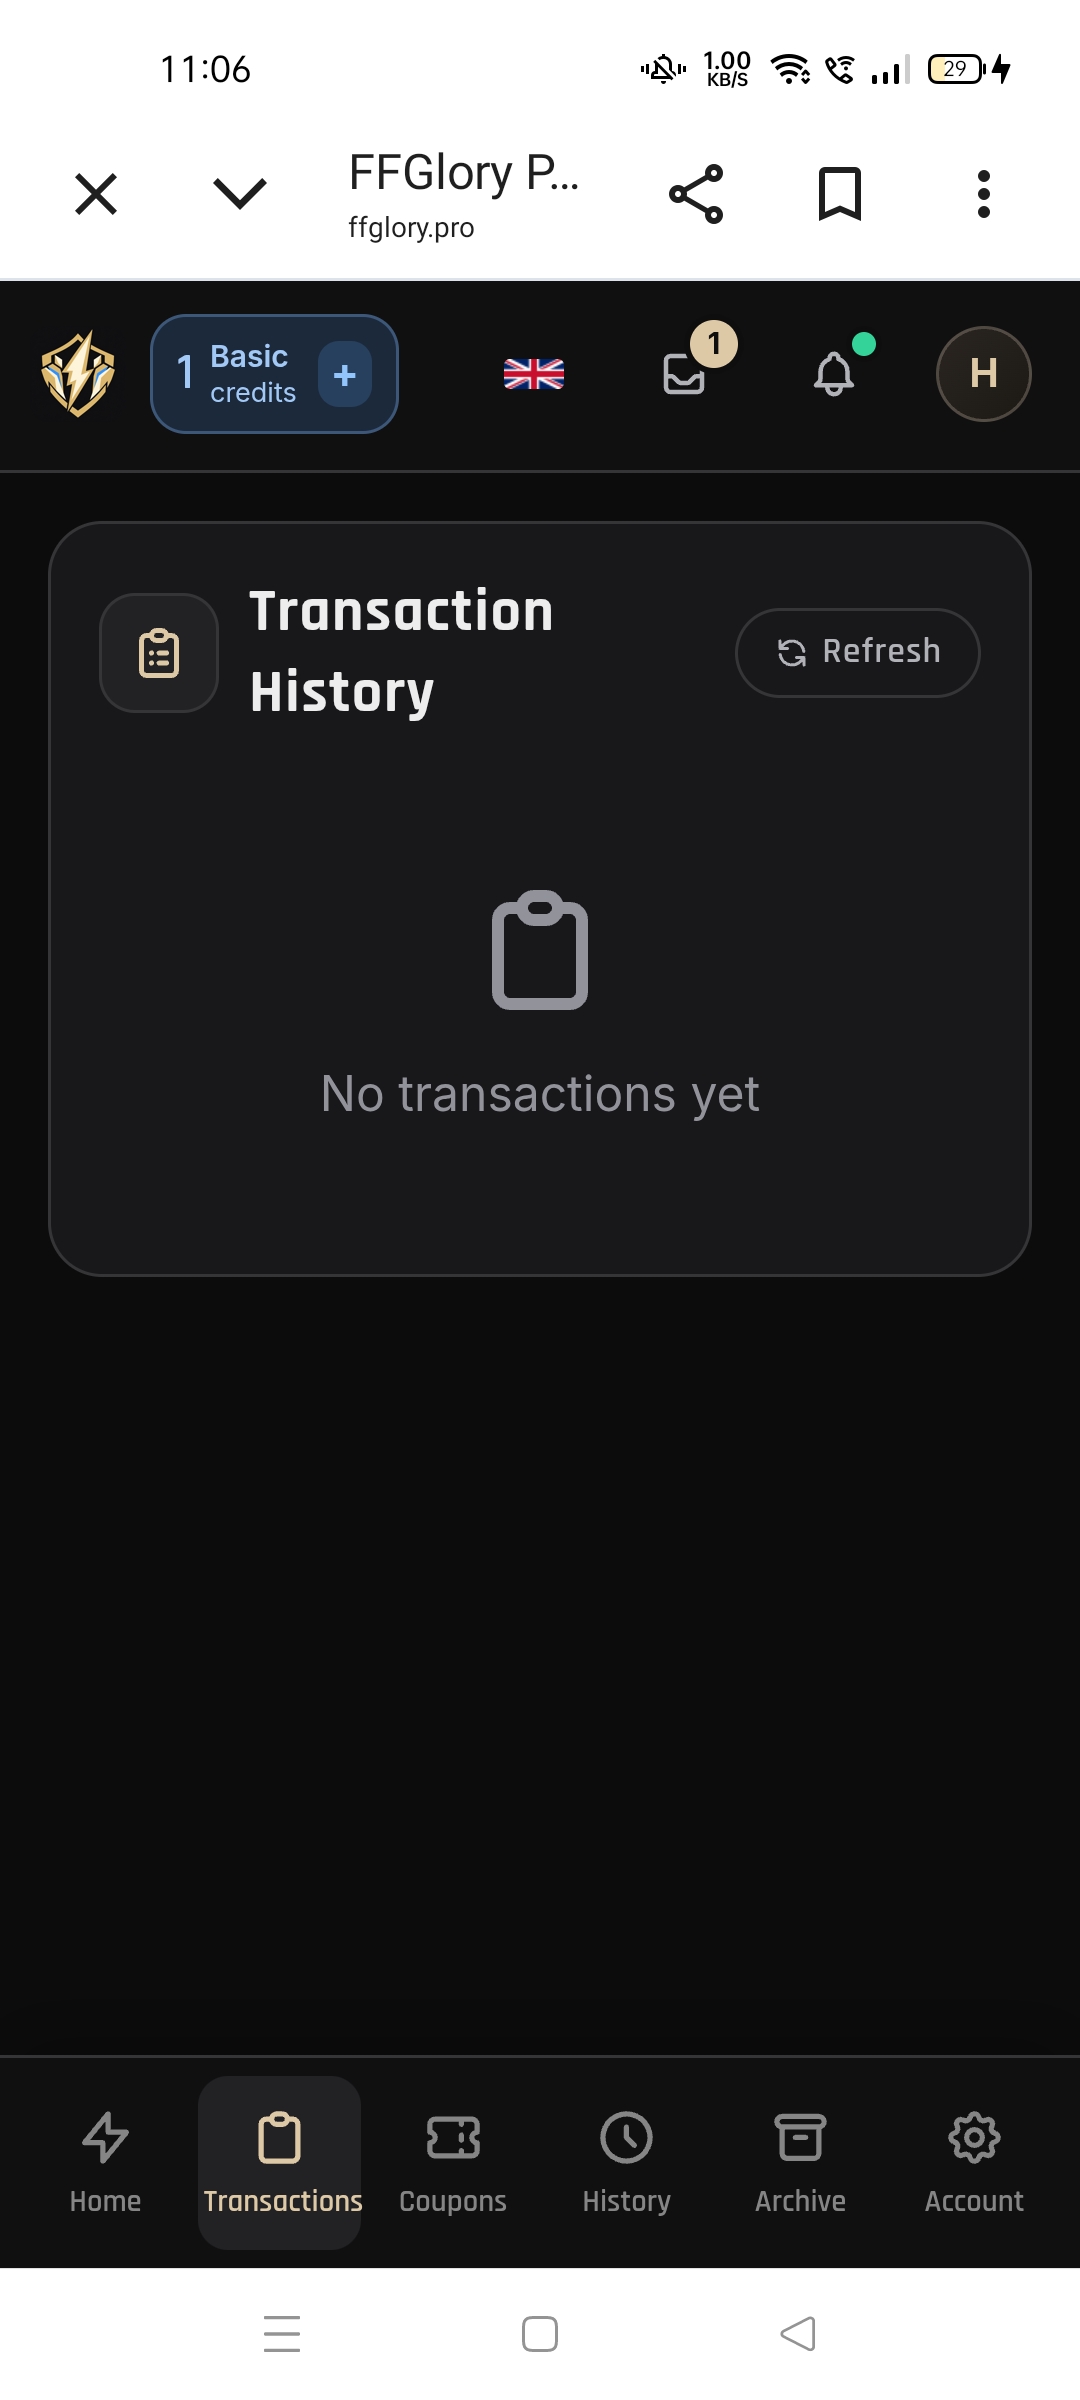 11:06
1.00
KB/S
29
FFGlory P...
ffglory.pro
1
Basic
credits
+
1
H
Transaction
History
Refresh
No transactions yet
Home
Transactions
Coupons
History
Archive
Account